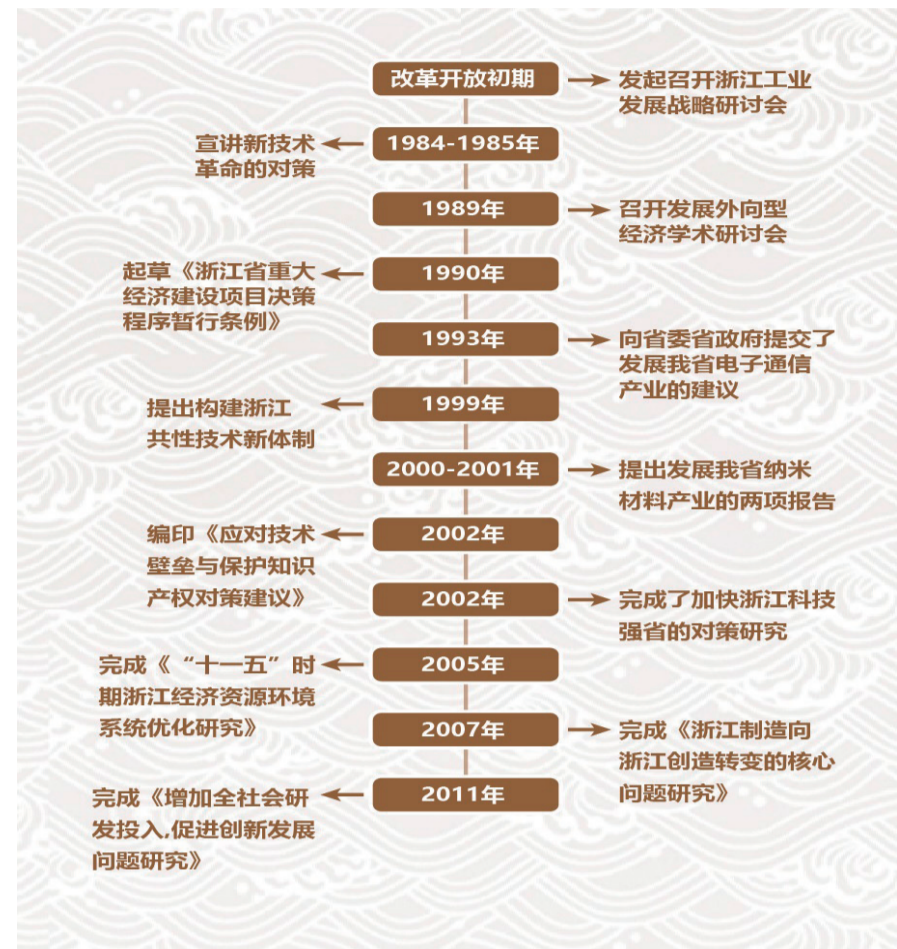 改革开放初期
发起召开浙江工业
发展战略研讨会
1984-1985年
宣讲新技术
革命的对策
1989年
召开发展外向型
经济学术研讨会
1990年
起草《浙江省重大
经济建设项目决策
程序暂行条例》
1993年
向省委省政府提交了
发展我省电子通信
产业的建议
1999年
提出构建浙江
共性技术新体制
2000-2001年
提出发展我省纳米
材料产业的两项报告
2002年
编印《应对技术
壁垒与保护知识
产权对策建议》
2002年
完成了加快浙江科技
强省的对策研究
2005年
完成《“十一五”时
期浙江经济资源环境
系统优化研究》
2007年
完成《浙江制造向
浙江创造转变的核心
问题研究》
2011年
完成《增加全社会研
发投入,促进创新发展
问题研究》